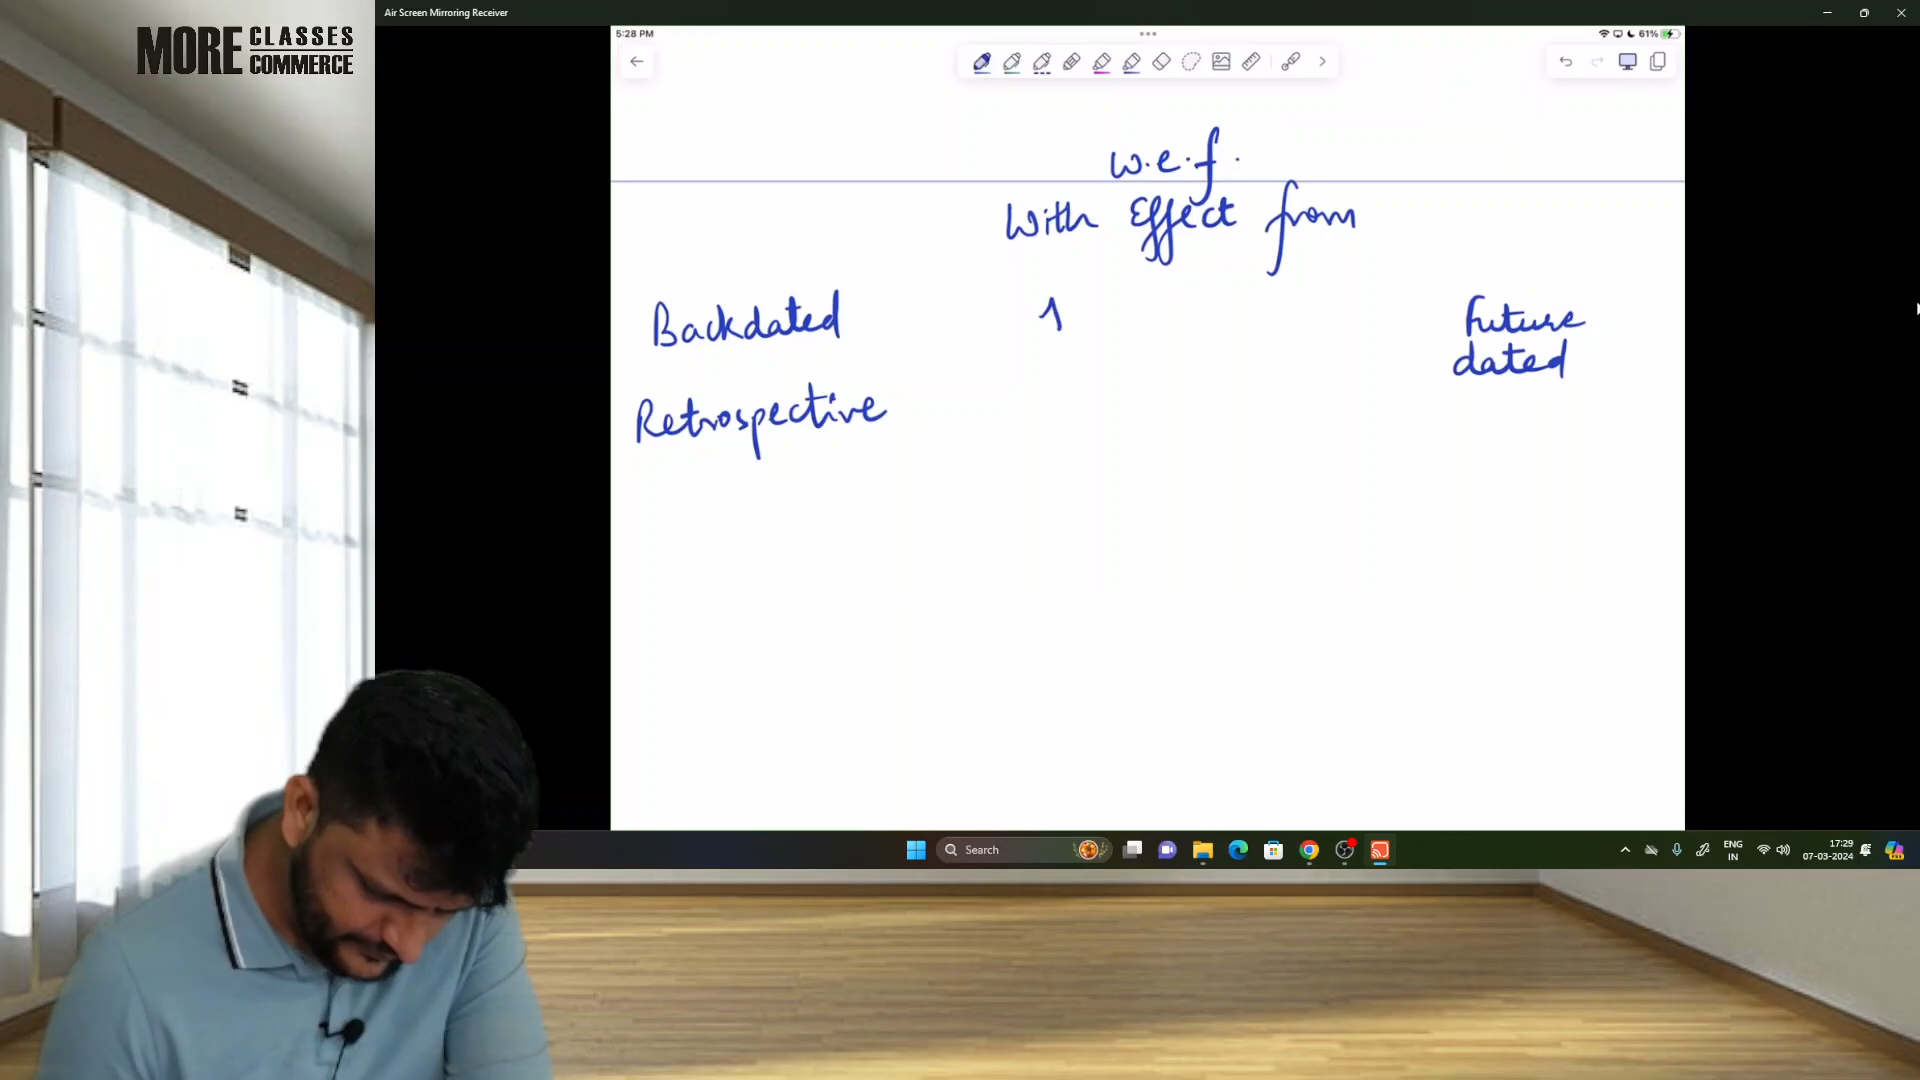 Air Screen Mirroring Receiver
MORE CLASSES COMMERCE
5:28 PM
61%
w.e.f.
With Effect from
Backdated 1 Future dated
Retrospective
Search
ENG IN
17:29
07-03-2024